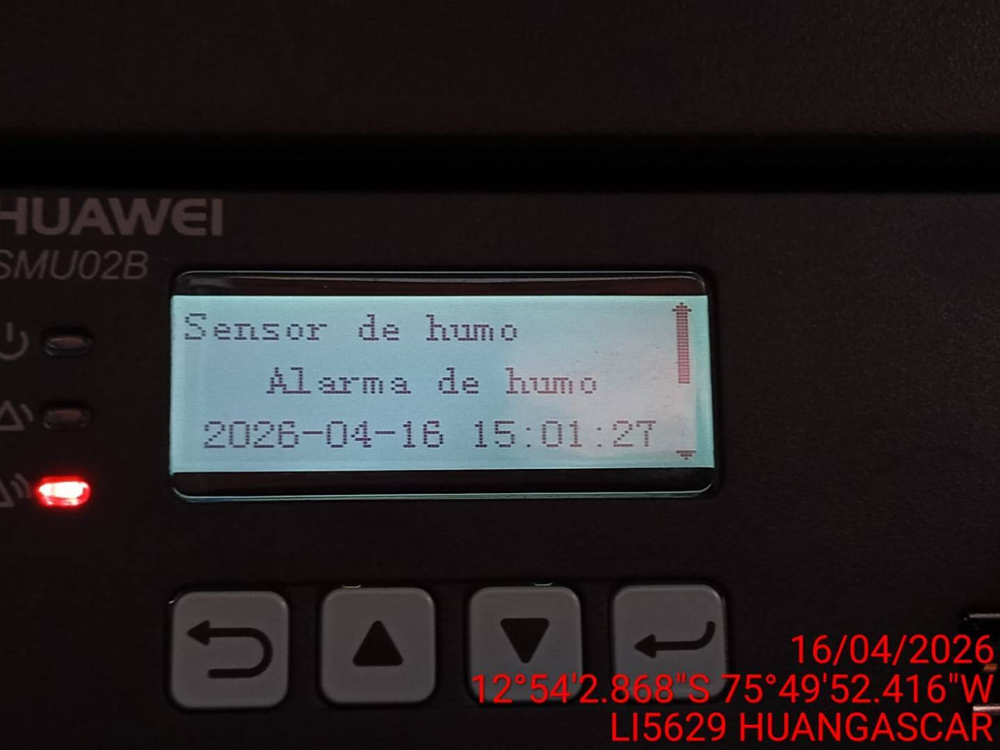 HUAWEI
SMU02B
Sensor de humo
Alarma de humo
2026-04-16 15:01:27
16/04/2026
12°54'2.868"S 75°49'52.416"W
LI5629 HUANGASCAR